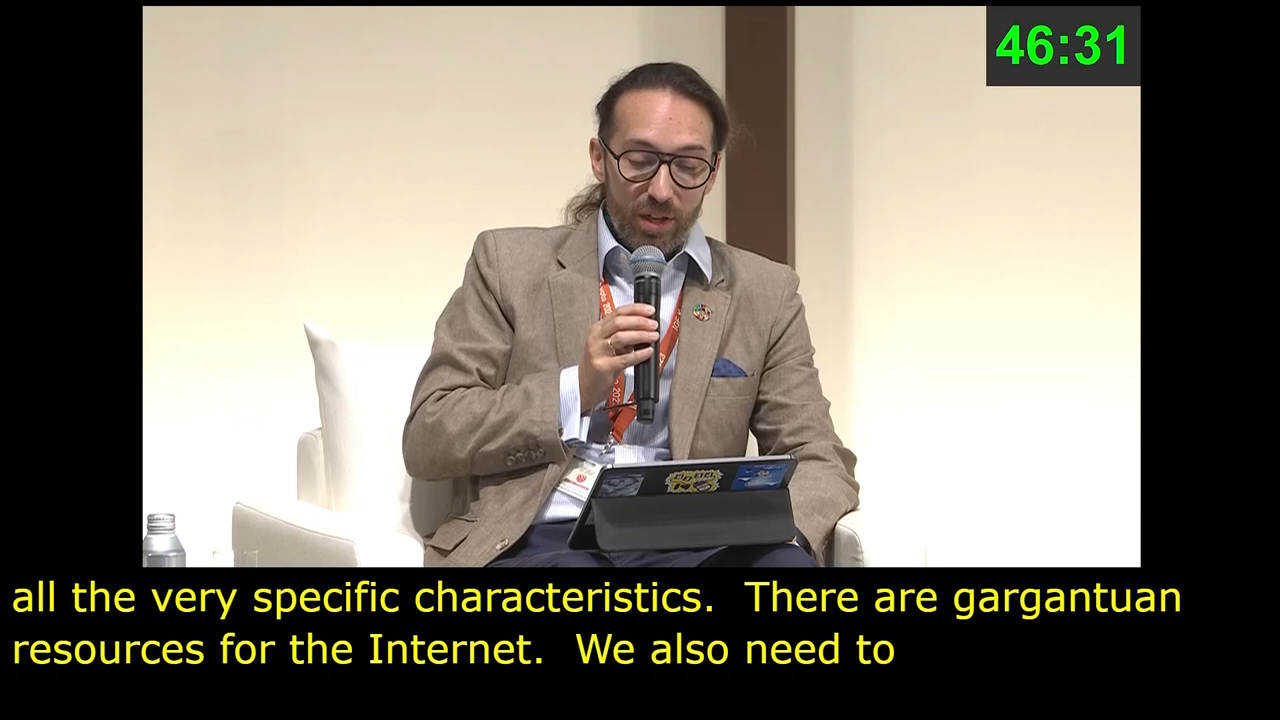 46:31
all the very specific characteristics.  There are gargantuan
resources for the Internet.  We also need to